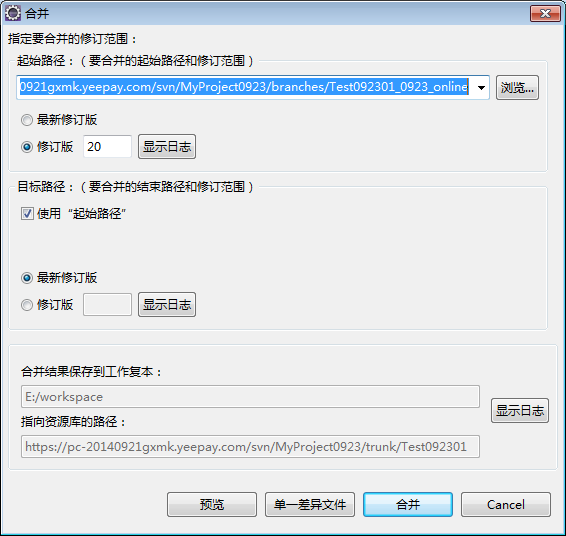 合并
指定要合并的修订范围：
起始路径：（要合并的起始路径和修订范围）
0921gxmk.yeepay.com/svn/MyProject0923/branches/Test092301_0923_online
浏览...
最新修订版
修订版 20 显示日志
目标路径：（要合并的结束路径和修订范围）
使用“起始路径”
最新修订版
修订版 显示日志
合并结果保存到工作复本：
E:/workspace
显示日志
指向资源库的路径：
https://pc-20140921gxmk.yeepay.com/svn/MyProject0923/trunk/Test092301
预览 单一差异文件 合并 Cancel